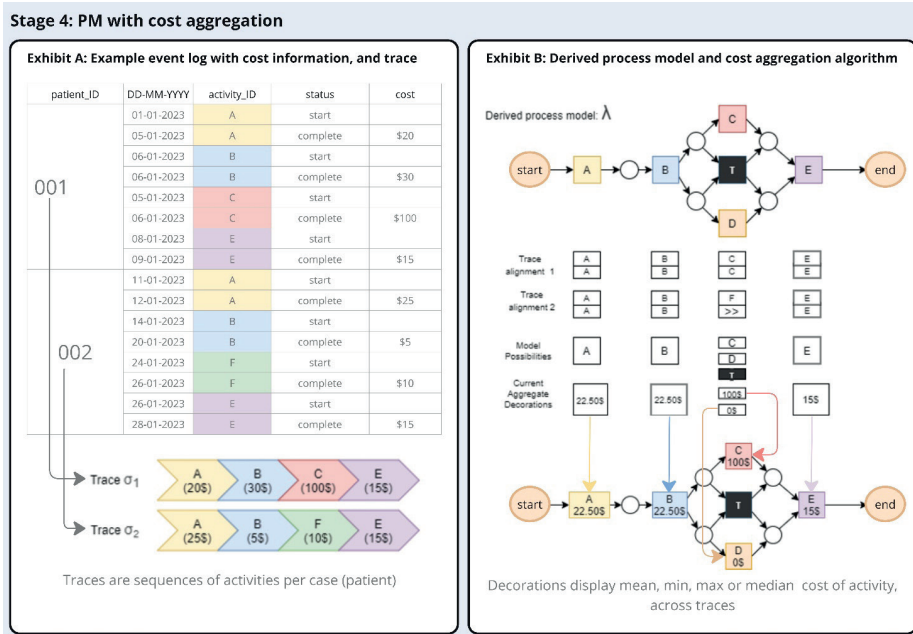 Stage 4: PM with cost aggregation
Exhibit A: Example event log with cost information, and trace
patient_ID DD-MM-YYYY activity_ID status cost
01-01-2023 A start
05-01-2023 A complete $20
06-01-2023 B start
06-01-2023 B complete $30
001
05-01-2023 C start
06-01-2023 C complete $100
08-01-2023 E start
09-01-2023 E complete $15
11-01-2023 A start
12-01-2023 A complete $25
14-01-2023 B start
20-01-2023 B complete $5
002
24-01-2023 F start
26-01-2023 F complete $10
26-01-2023 E start
28-01-2023 E complete $15
Trace σ1
A B C E
(20$) (30$) (100$) (15$)
Trace σ2
A B F E
(25$) (5$) (10$) (15$)
Traces are sequences of activities per case (patient)
Exhibit B: Derived process model and cost aggregation algorithm
Derived process model: λ
C
start A B T E end
D
Trace
alignment 1
A B C E
A B C E
Trace
alignment 2
A B F E
A B >> E
Model
Possibilities
A B C E
D
T
Current
Aggregate
Decorations
22.50$ 22.50$ 100$ 15$
0$
C
100$
start A B T E end
22.50$ 22.50$ 15$
D
0$
Decorations display mean, min, max or median cost of activity,
across traces